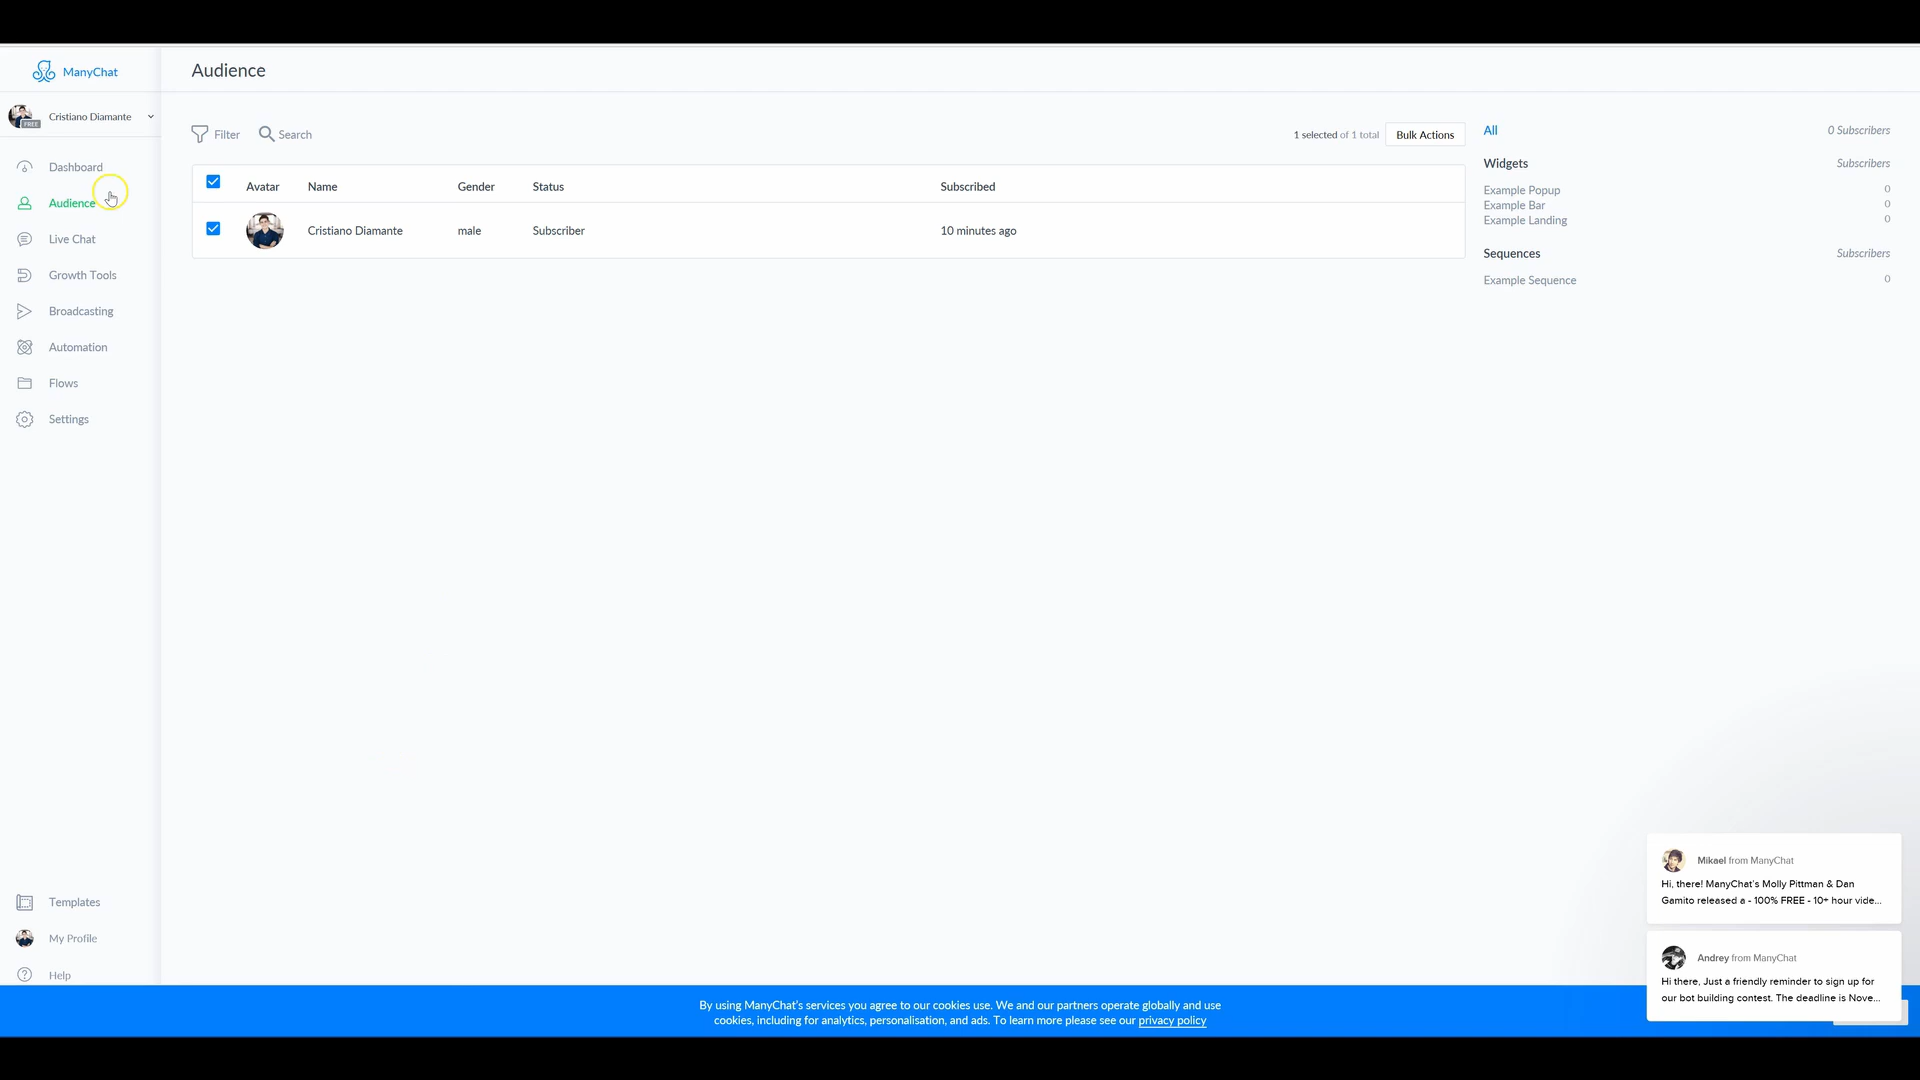 ManyChat
Audience
FREE
Cristiano Diamante
Filter
Search
1 selected of 1 total
Bulk Actions
All
0 Subscribers
Dashboard
Audience
Live Chat
Growth Tools
Broadcasting
Automation
Flows
Settings
Avatar Name Gender Status Subscribed
Cristiano Diamante male Subscriber 10 minutes ago
Widgets Subscribers
Example Popup 0
Example Bar 0
Example Landing 0
Sequences Subscribers
Example Sequence 0
Templates
My Profile
Help
Mikael from ManyChat
Hi, there! ManyChat's Molly Pittman & Dan
Gamito released a - 100% FREE - 10+ hour vide...
Andrey from ManyChat
Hi there, Just a friendly reminder to sign up for
our bot building contest. The deadline is Nove...
By using ManyChat's services you agree to our cookies use. We and our partners operate globally and use
cookies, including for analytics, personalisation, and ads. To learn more please see our privacy policy